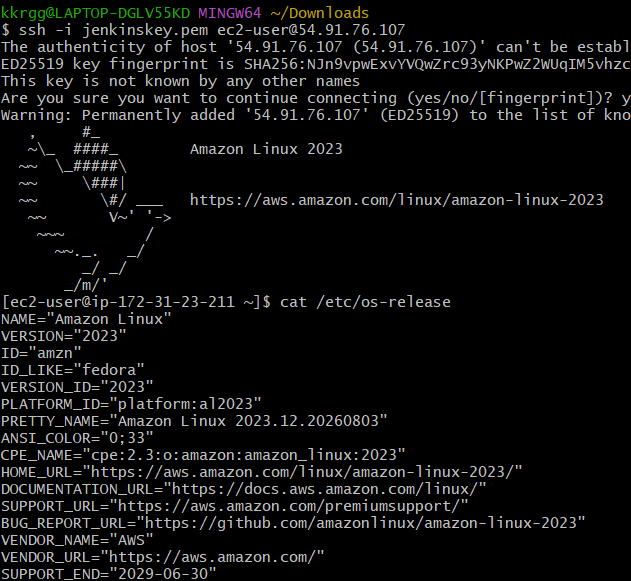 kkrgg@LAPTOP-DGLV55KD MINGW64 ~/Downloads
$ ssh -i jenkinskey.pem ec2-user@54.91.76.107
The authenticity of host '54.91.76.107 (54.91.76.107)' can't be establ
ED25519 key fingerprint is SHA256:NJn9vpwExvYVQwZrc93yNKPwZ2WUqIM5vhzc
This key is not known by any other names
Are you sure you want to continue connecting (yes/no/[fingerprint])? y
Warning: Permanently added '54.91.76.107' (ED25519) to the list of kno
   ,     #_
   ~\_  ####_        Amazon Linux 2023
  ~~  \_#####\
  ~~     \###|
  ~~       \#/ ___   https://aws.amazon.com/linux/amazon-linux-2023
   ~~       V~' '->
    ~~~         /
      ~~._.   _/
         _/ _/
       _/m/'
[ec2-user@ip-172-31-23-211 ~]$ cat /etc/os-release
NAME="Amazon Linux"
VERSION="2023"
ID="amzn"
ID_LIKE="fedora"
VERSION_ID="2023"
PLATFORM_ID="platform:al2023"
PRETTY_NAME="Amazon Linux 2023.12.20260803"
ANSI_COLOR="0;33"
CPE_NAME="cpe:2.3:o:amazon:amazon_linux:2023"
HOME_URL="https://aws.amazon.com/linux/amazon-linux-2023/"
DOCUMENTATION_URL="https://docs.aws.amazon.com/linux/"
SUPPORT_URL="https://aws.amazon.com/premiumsupport/"
BUG_REPORT_URL="https://github.com/amazonlinux/amazon-linux-2023"
VENDOR_NAME="AWS"
VENDOR_URL="https://aws.amazon.com/"
SUPPORT_END="2029-06-30"